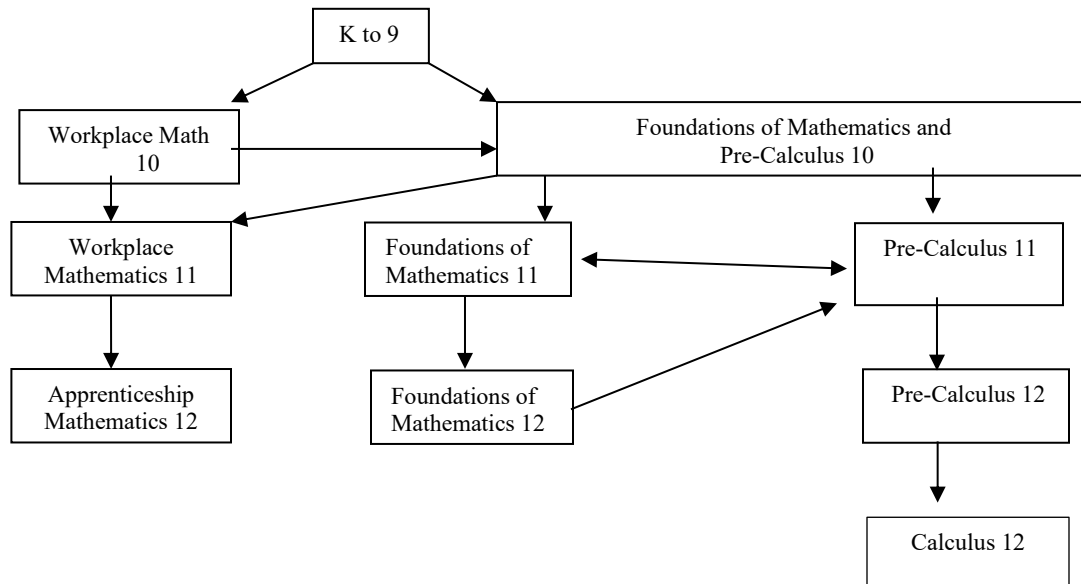 K to 9
Workplace Math
10
Foundations of Mathematics and
Pre-Calculus 10
Workplace
Mathematics 11
Foundations of
Mathematics 11
Pre-Calculus 11
Apprenticeship
Mathematics 12
Foundations of
Mathematics 12
Pre-Calculus 12
Calculus 12